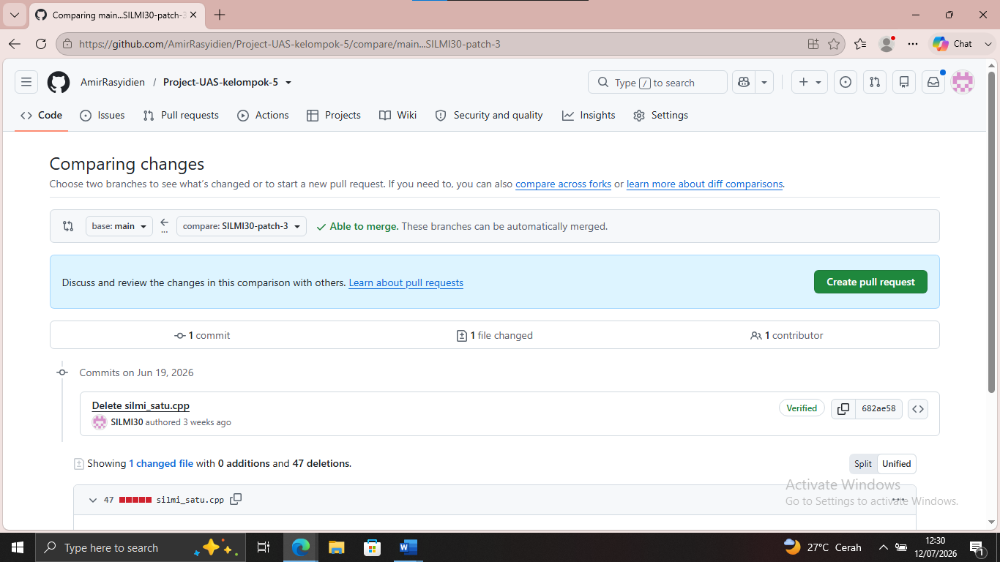 Comparing main...SILMI30-patch-3
https://github.com/AmirRasyidien/Project-UAS-kelompok-5/compare/main...SILMI30-patch-3
Chat
AmirRasyidien / Project-UAS-kelompok-5
Type / to search
Code Issues Pull requests Actions Projects Wiki Security and quality Insights Settings
Comparing changes
Choose two branches to see what's changed or to start a new pull request. If you need to, you can also compare across forks or learn more about diff comparisons.
base: main ... compare: SILMI30-patch-3 Able to merge. These branches can be automatically merged.
Discuss and review the changes in this comparison with others. Learn about pull requests Create pull request
1 commit 1 file changed 1 contributor
Commits on Jun 19, 2026
Delete silmi_satu.cpp
SILMI30 authored 3 weeks ago
Verified 682ae58
Showing 1 changed file with 0 additions and 47 deletions.
Split Unified
47 silmi_satu.cpp
Activate Windows
Go to Settings to activate Windows.
Type here to search
27°C Cerah
12:30
12/07/2026
1